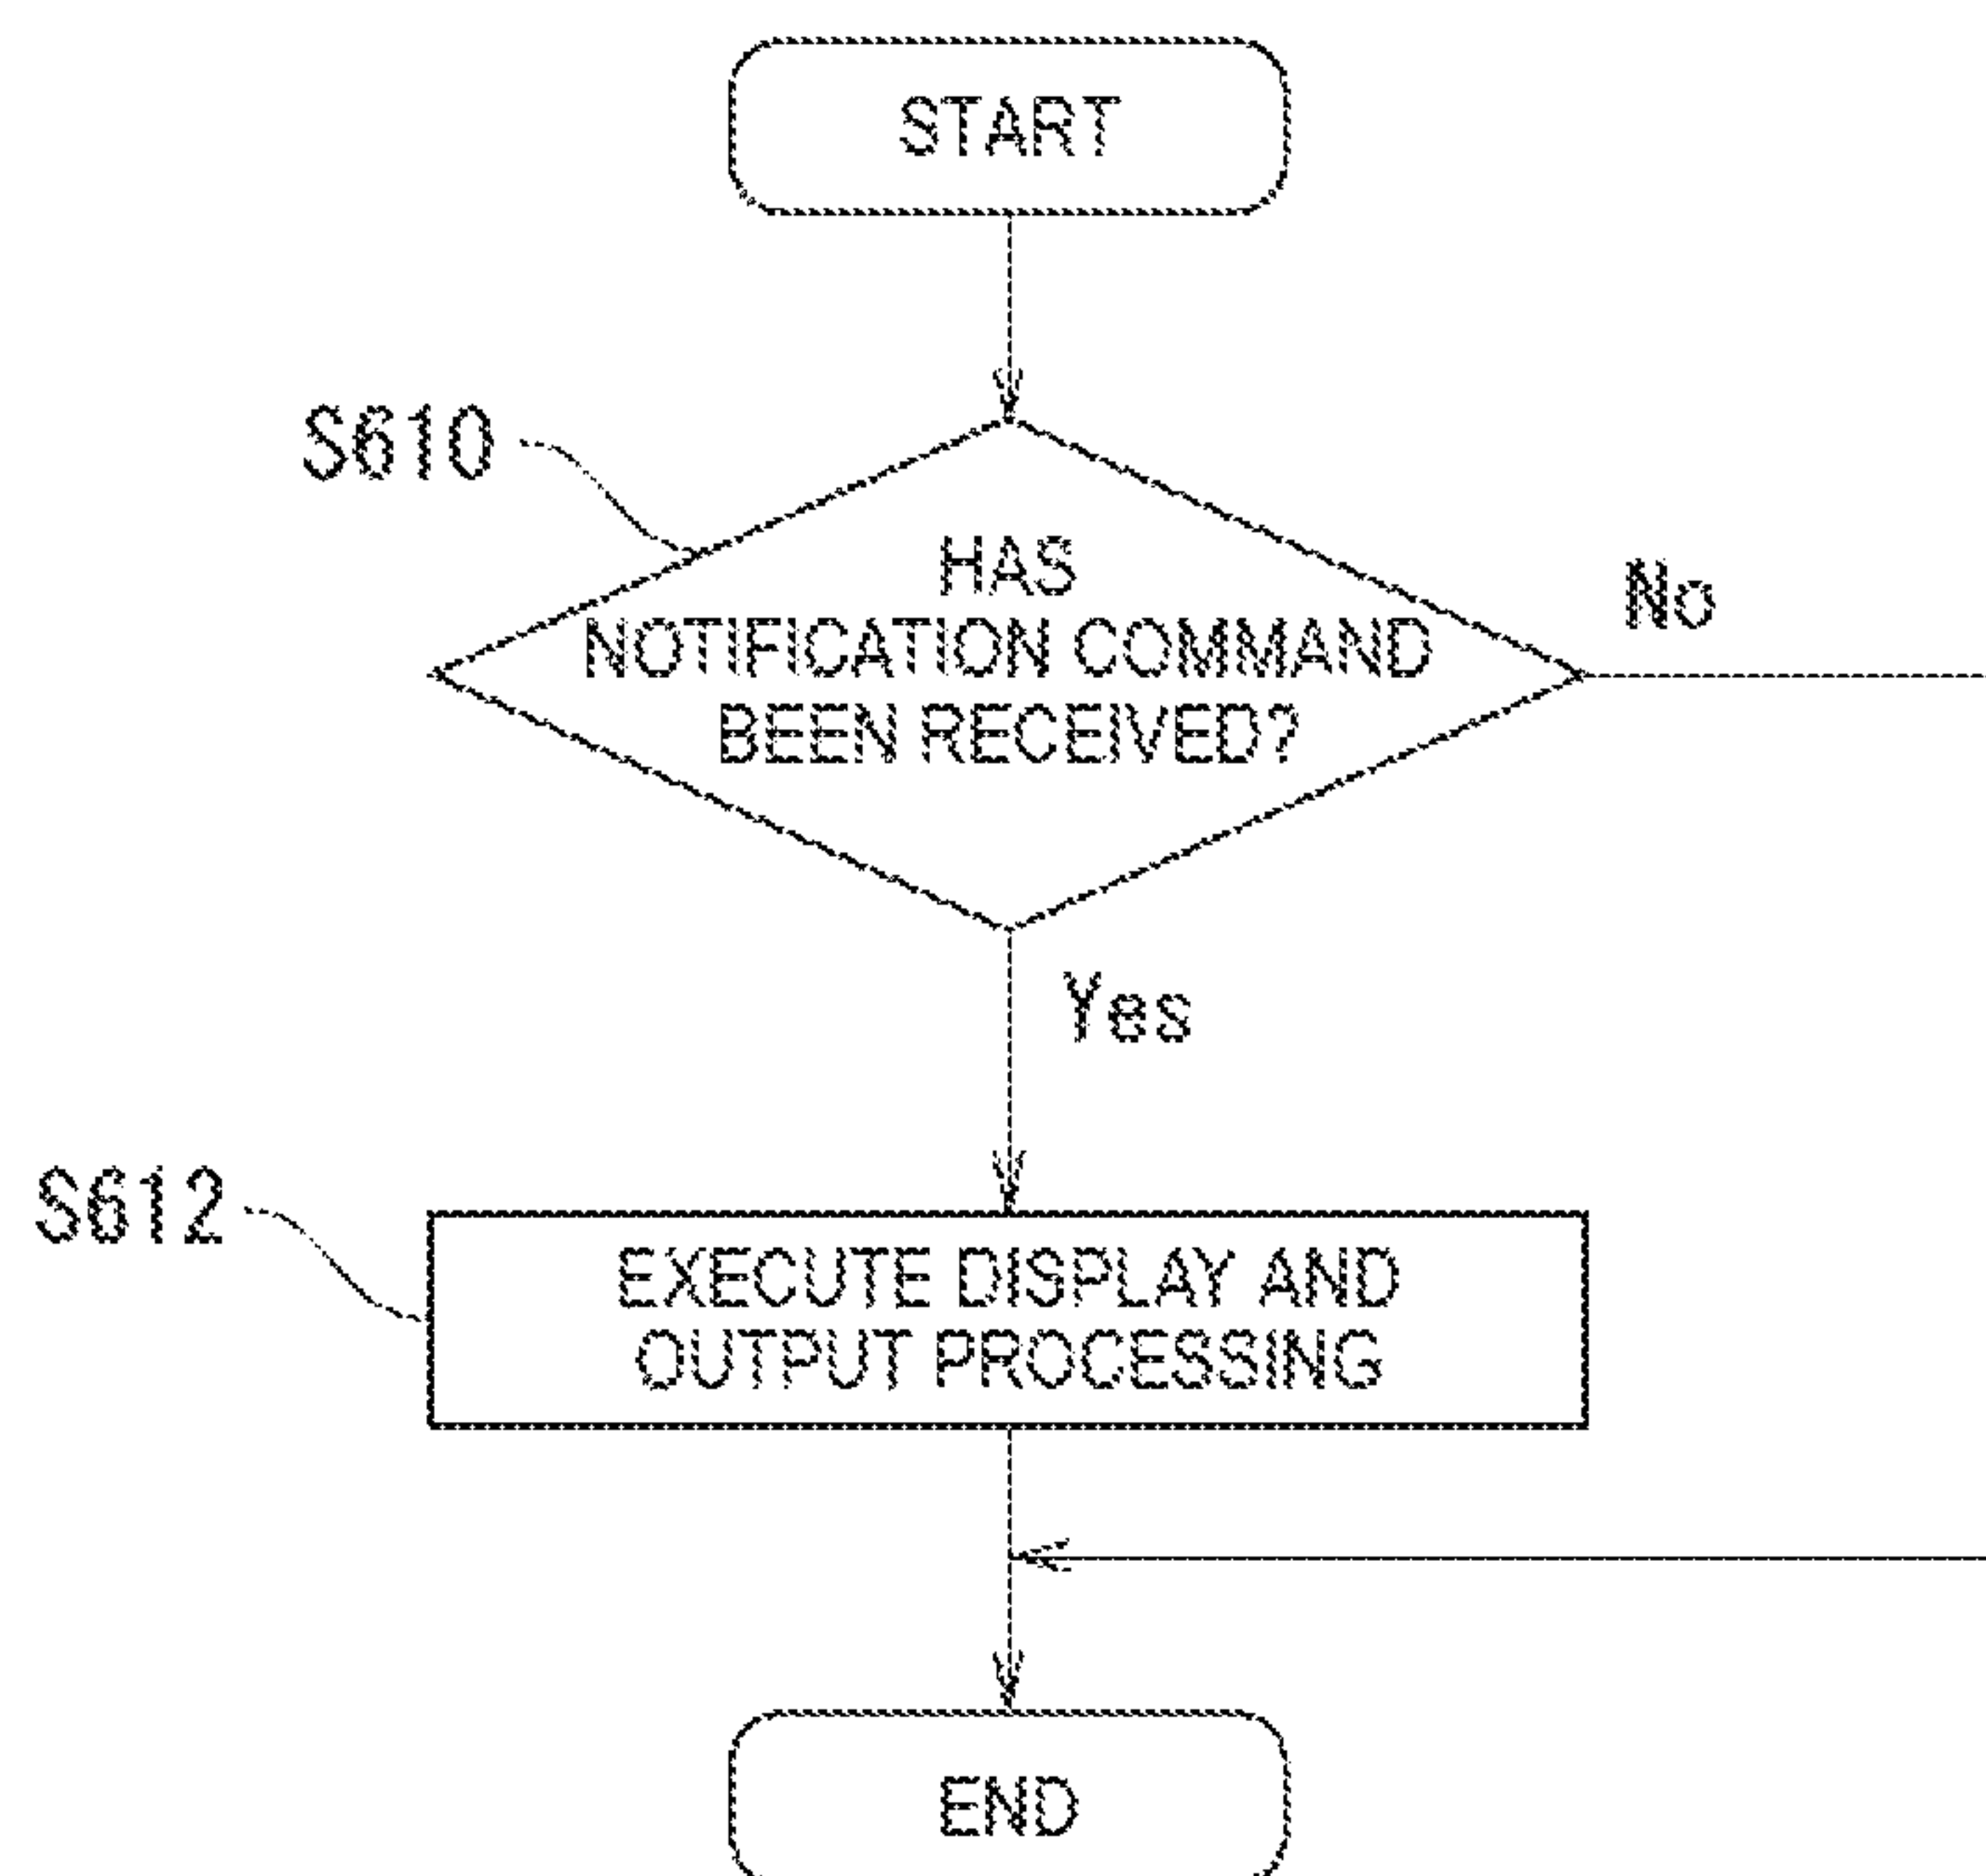 START
S610
HAS
NOTIFICATION COMMAND
BEEN RECEIVED?
No
Yes
S612
EXECUTE DISPLAY AND
OUTPUT PROCESSING
END